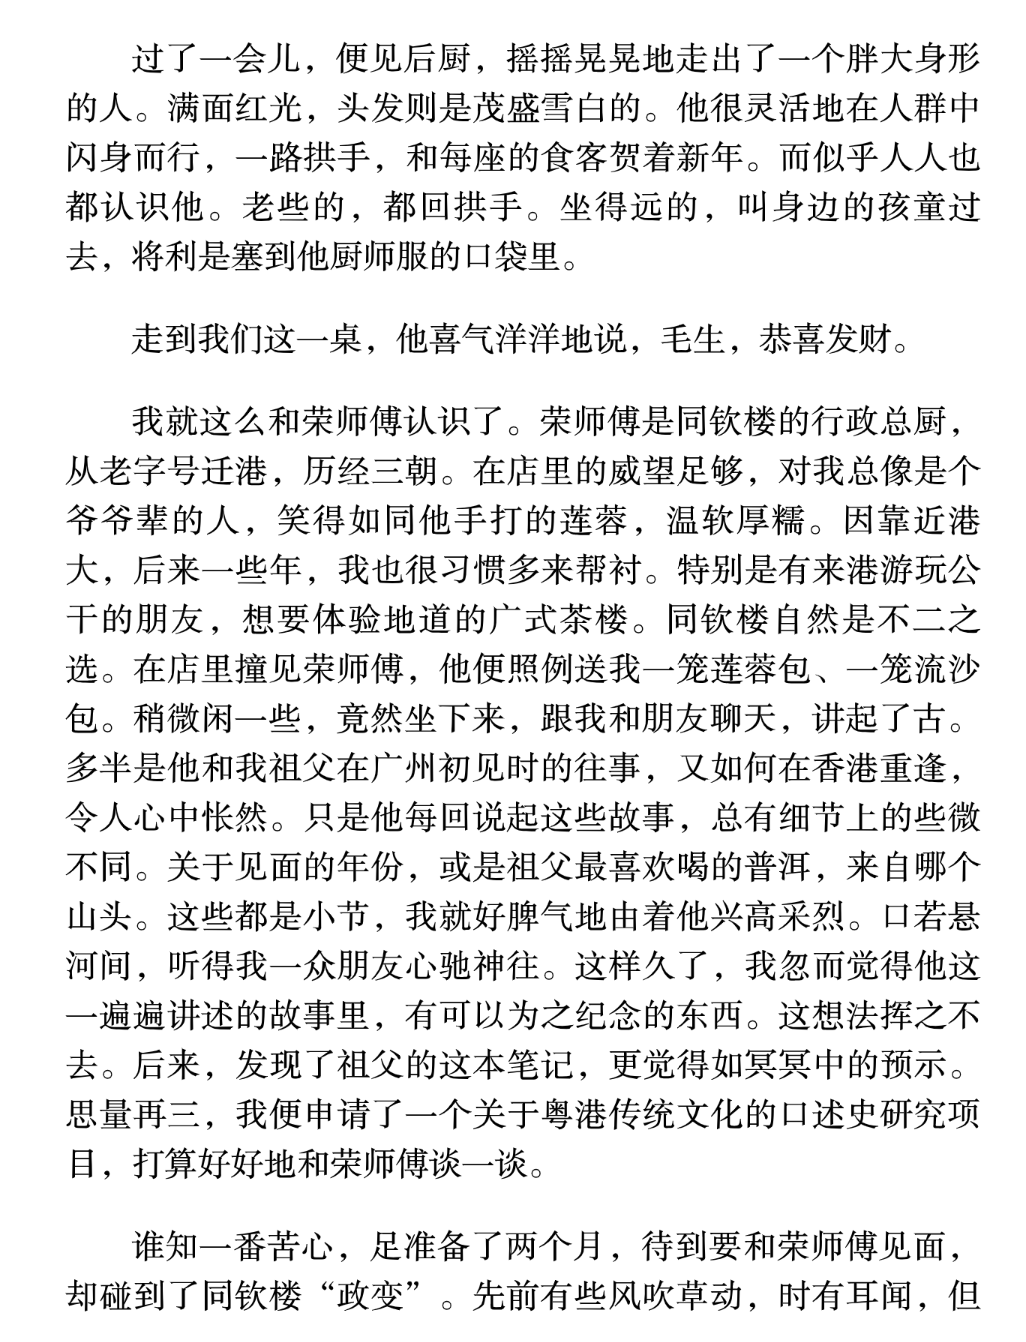 过了一会儿，便见后厨，摇摇晃晃地走出了一个胖大身形
的人。满面红光，头发则是茂盛雪白的。他很灵活地在人群中
闪身而行，一路拱手，和每座的食客贺着新年。而似乎人人也
都认识他。老些的，都回拱手。坐得远的，叫身边的孩童过
去，将利是塞到他厨师服的口袋里。
走到我们这一桌，他喜气洋洋地说，毛生，恭喜发财。
我就这么和荣师傅认识了。荣师傅是同钦楼的行政总厨，
从老字号迁港，历经三朝。在店里的威望足够，对我总像是个
爷爷辈的人，笑得如同他手打的莲蓉，温软厚糯。因靠近港
大，后来一些年，我也很习惯多来帮衬。特别是有来港游玩公
干的朋友，想要体验地道的广式茶楼。同钦楼自然是不二之
选。在店里撞见荣师傅，他便照例送我一笼莲蓉包、一笼流沙
包。稍微闲一些，竟然坐下来，跟我和朋友聊天，讲起了古。
多半是他和我祖父在广州初见时的往事，又如何在香港重逢，
令人心中怅然。只是他每回说起这些故事，总有细节上的些微
不同。关于见面的年份，或是祖父最喜欢喝的普洱，来自哪个
山头。这些都是小节，我就好脾气地由着他兴高采烈。口若悬
河间，听得我一众朋友心驰神往。这样久了，我忽而觉得他这
一遍遍讲述的故事里，有可以为之纪念的东西。这想法挥之不
去。后来，发现了祖父的这本笔记，更觉得如冥冥中的预示。
思量再三，我便申请了一个关于粤港传统文化的口述史研究项
目，打算好好地和荣师傅谈一谈。
谁知一番苦心，足准备了两个月，待到要和荣师傅见面，
却碰到了同钦楼“政变”。先前有些风吹草动，时有耳闻，但